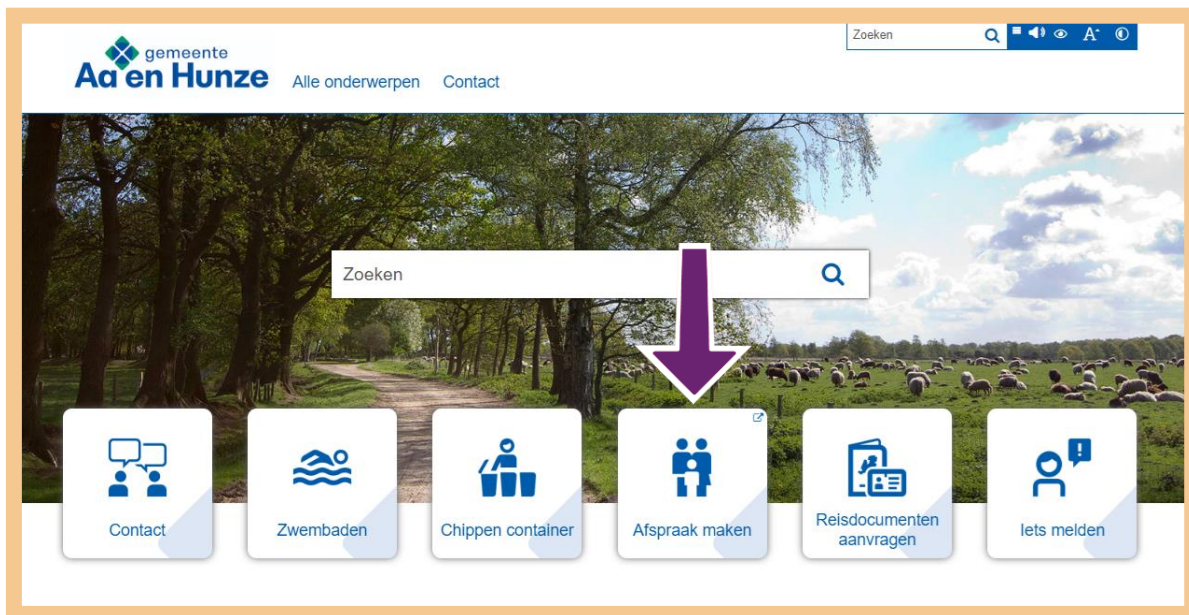 gemeente
Aa en Hunze
Alle onderwerpen
Contact
Zoeken
A+
Zoeken
Contact
Zwembaden
Chippen container
Afspraak maken
Reisdocumenten
aanvragen
Iets melden